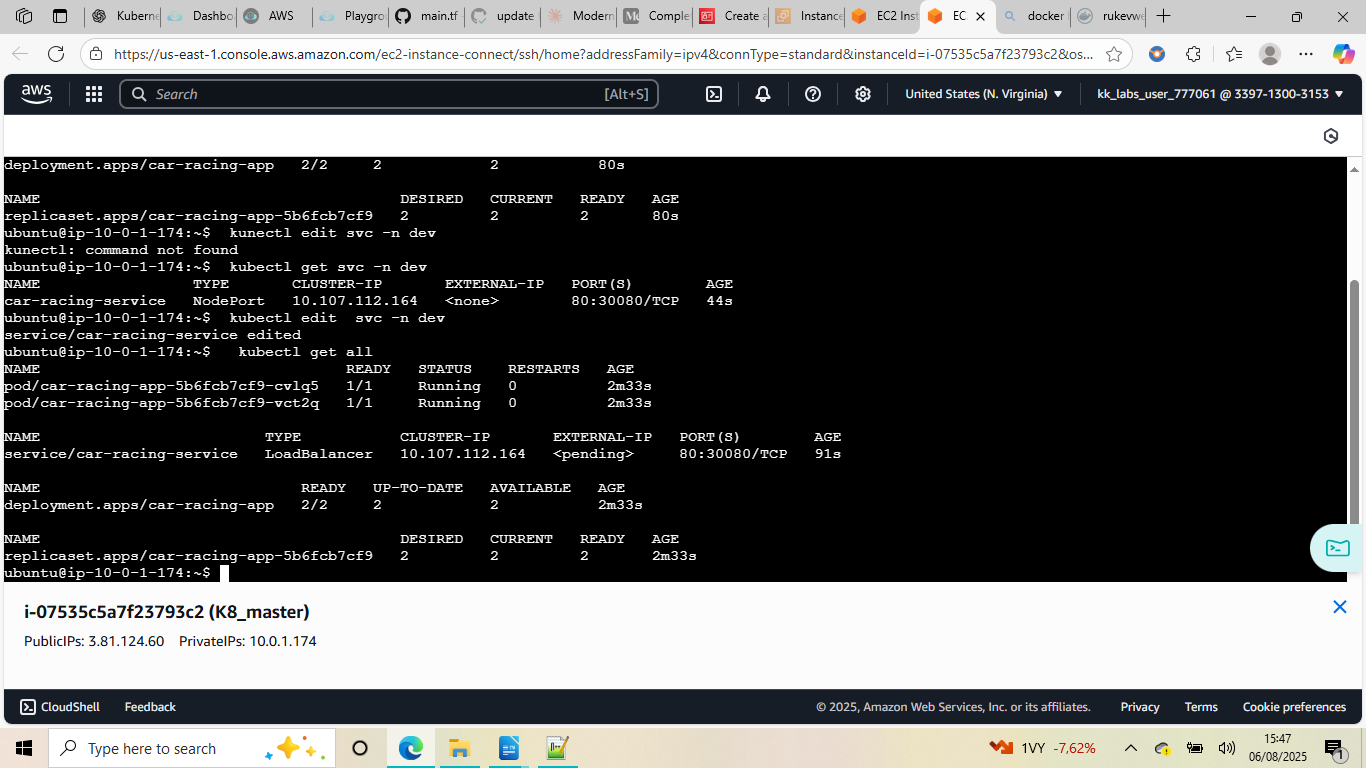 Kuberne
Dashbo
AWS
Playgro
main.tf
update
Modern
Comple
Create a
Instance
EC2 Inst
EC
docker
rukevwe
https://us-east-1.console.aws.amazon.com/ec2-instance-connect/ssh/home?addressFamily=ipv4&connType=standard&instanceId=i-07535c5a7f23793c2&os...
aws
Search
[Alt+S]
United States (N. Virginia)
kk_labs_user_777061 @ 3397-1300-3153
deployment.apps/car-racing-app 2/2 2 2 80s
NAME DESIRED CURRENT READY AGE
replicaset.apps/car-racing-app-5b6fcb7cf9 2 2 2 80s
ubuntu@ip-10-0-1-174:~$ kunectl edit svc -n dev
kunectl: command not found
ubuntu@ip-10-0-1-174:~$ kubectl get svc -n dev
NAME TYPE CLUSTER-IP EXTERNAL-IP PORT(S) AGE
car-racing-service NodePort 10.107.112.164 <none> 80:30080/TCP 44s
ubuntu@ip-10-0-1-174:~$ kubectl edit svc -n dev
service/car-racing-service edited
ubuntu@ip-10-0-1-174:~$ kubectl get all
NAME READY STATUS RESTARTS AGE
pod/car-racing-app-5b6fcb7cf9-cvlq5 1/1 Running 0 2m33s
pod/car-racing-app-5b6fcb7cf9-vct2q 1/1 Running 0 2m33s
NAME TYPE CLUSTER-IP EXTERNAL-IP PORT(S) AGE
service/car-racing-service LoadBalancer 10.107.112.164 <pending> 80:30080/TCP 91s
NAME READY UP-TO-DATE AVAILABLE AGE
deployment.apps/car-racing-app 2/2 2 2 2m33s
NAME DESIRED CURRENT READY AGE
replicaset.apps/car-racing-app-5b6fcb7cf9 2 2 2 2m33s
ubuntu@ip-10-0-1-174:~$
i-07535c5a7f23793c2 (K8_master)
PublicIPs: 3.81.124.60 PrivateIPs: 10.0.1.174
CloudShell
Feedback
© 2025, Amazon Web Services, Inc. or its affiliates.
Privacy
Terms
Cookie preferences
Type here to search
1VY -7,62%
15:47
06/08/2025
1